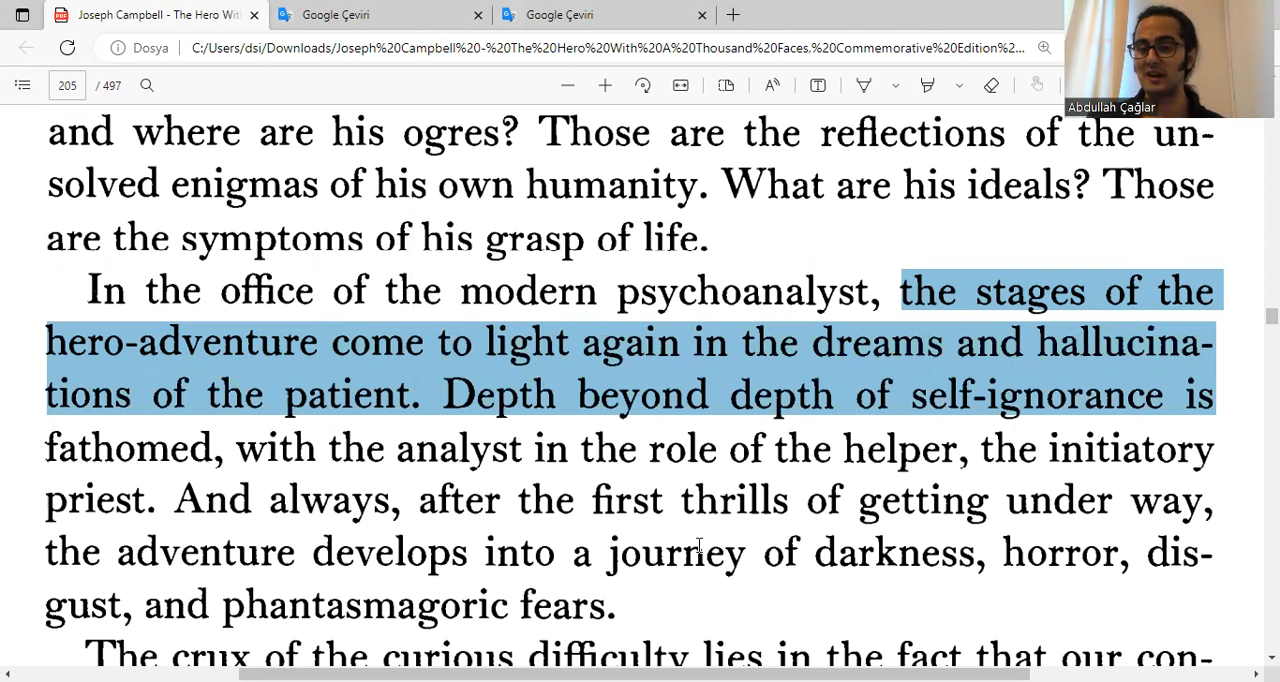 Joseph Campbell - The Hero Wit
Google Çeviri
Google Çeviri
Dosya
C:/Users/dsi/Downloads/Joseph%20Campbell%20-%20The%20Hero%20With%20A%20Thousand%20Faces,%20Commemorative%20Edition%20...
205 / 497
Abdullah Çağlar
and where are his ogres? Those are the reflections of the un-
solved enigmas of his own humanity. What are his ideals? Those
are the symptoms of his grasp of life.
In the office of the modern psychoanalyst, the stages of the
hero-adventure come to light again in the dreams and hallucina-
tions of the patient. Depth beyond depth of self-ignorance is
fathomed, with the analyst in the role of the helper, the initiatory
priest. And always, after the first thrills of getting under way,
the adventure develops into a journey of darkness, horror, dis-
gust, and phantasmagoric fears.
The crux of the curious difficulty lies in the fact that our con-